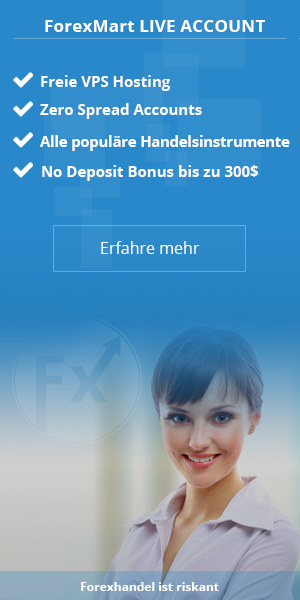 ForexMart LIVE ACCOUNT
Freie VPS Hosting
Zero Spread Accounts
Alle populäre Handelsinstrumente
No Deposit Bonus bis zu 300$
Erfahre mehr
Fx
Forexhandel ist riskant